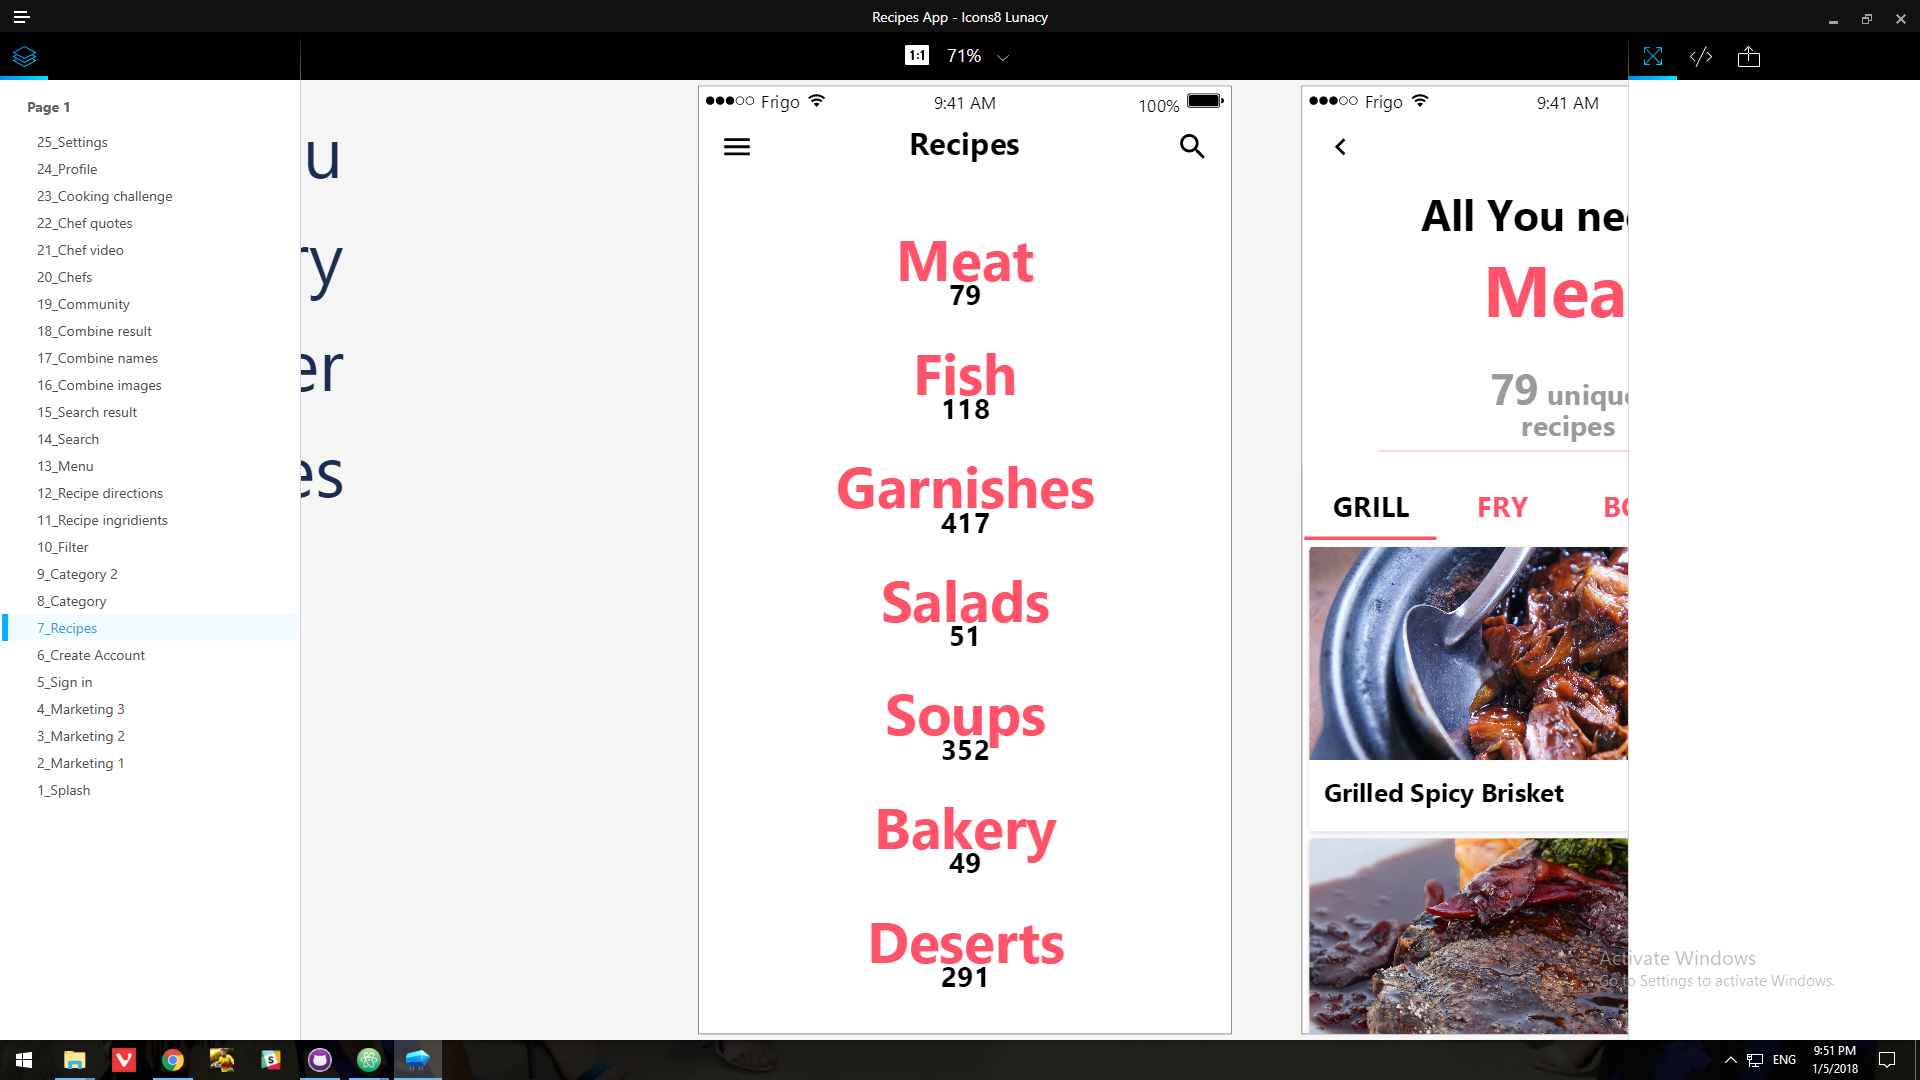 Recipes App - Icons8 Lunacy
1:1 71%
Page 1
25_Settings
24_Profile
23_Cooking challenge
22_Chef quotes
21_Chef video
20_Chefs
19_Community
18_Combine result
17_Combine names
16_Combine images
15_Search result
14_Search
13_Menu
12_Recipe directions
11_Recipe ingridients
10_Filter
9_Category 2
8_Category
7_Recipes
6_Create Account
5_Sign in
4_Marketing 3
3_Marketing 2
2_Marketing 1
1_Splash
u
ry
er
es
Frigo 9:41 AM 100%
Recipes
Meat
79
Fish
118
Garnishes
417
Salads
51
Soups
352
Bakery
49
Deserts
291
Frigo 9:41 AM
All You nee
Mea
79 unique
recipes
GRILL FRY BO
Grilled Spicy Brisket
Activate Windows
Go to Settings to activate Windows.
ENG
9:51 PM
1/5/2018